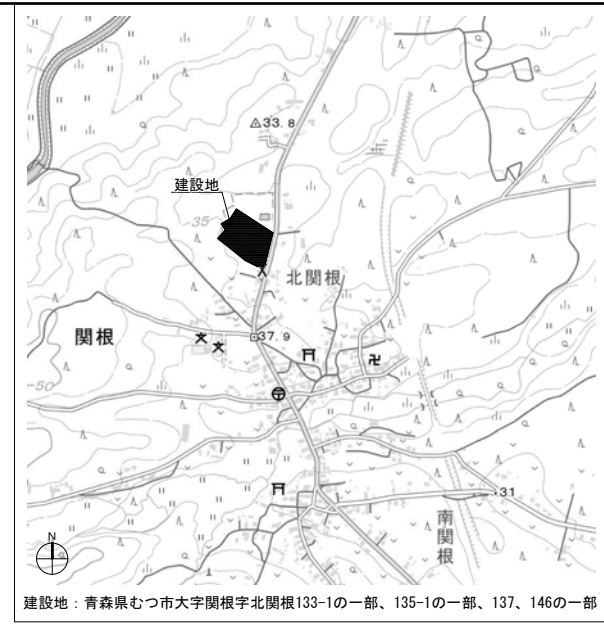 33.8
建設地
35
北関根
関根
37.9
文
文
50
31
南関根
N
建設地：青森県むつ市大字関根字北関根133-1の一部、135-1の一部、137、146の一部